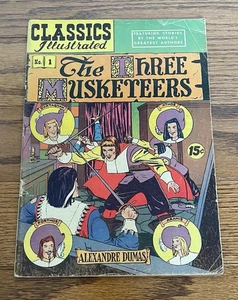 CLASSICS
Illustrated
FEATURING STORIES
BY THE WORLD'S
GREATEST AUTHORS
No. 1
The Three
Musketeers
15¢
ALEXANDRE DUMAS